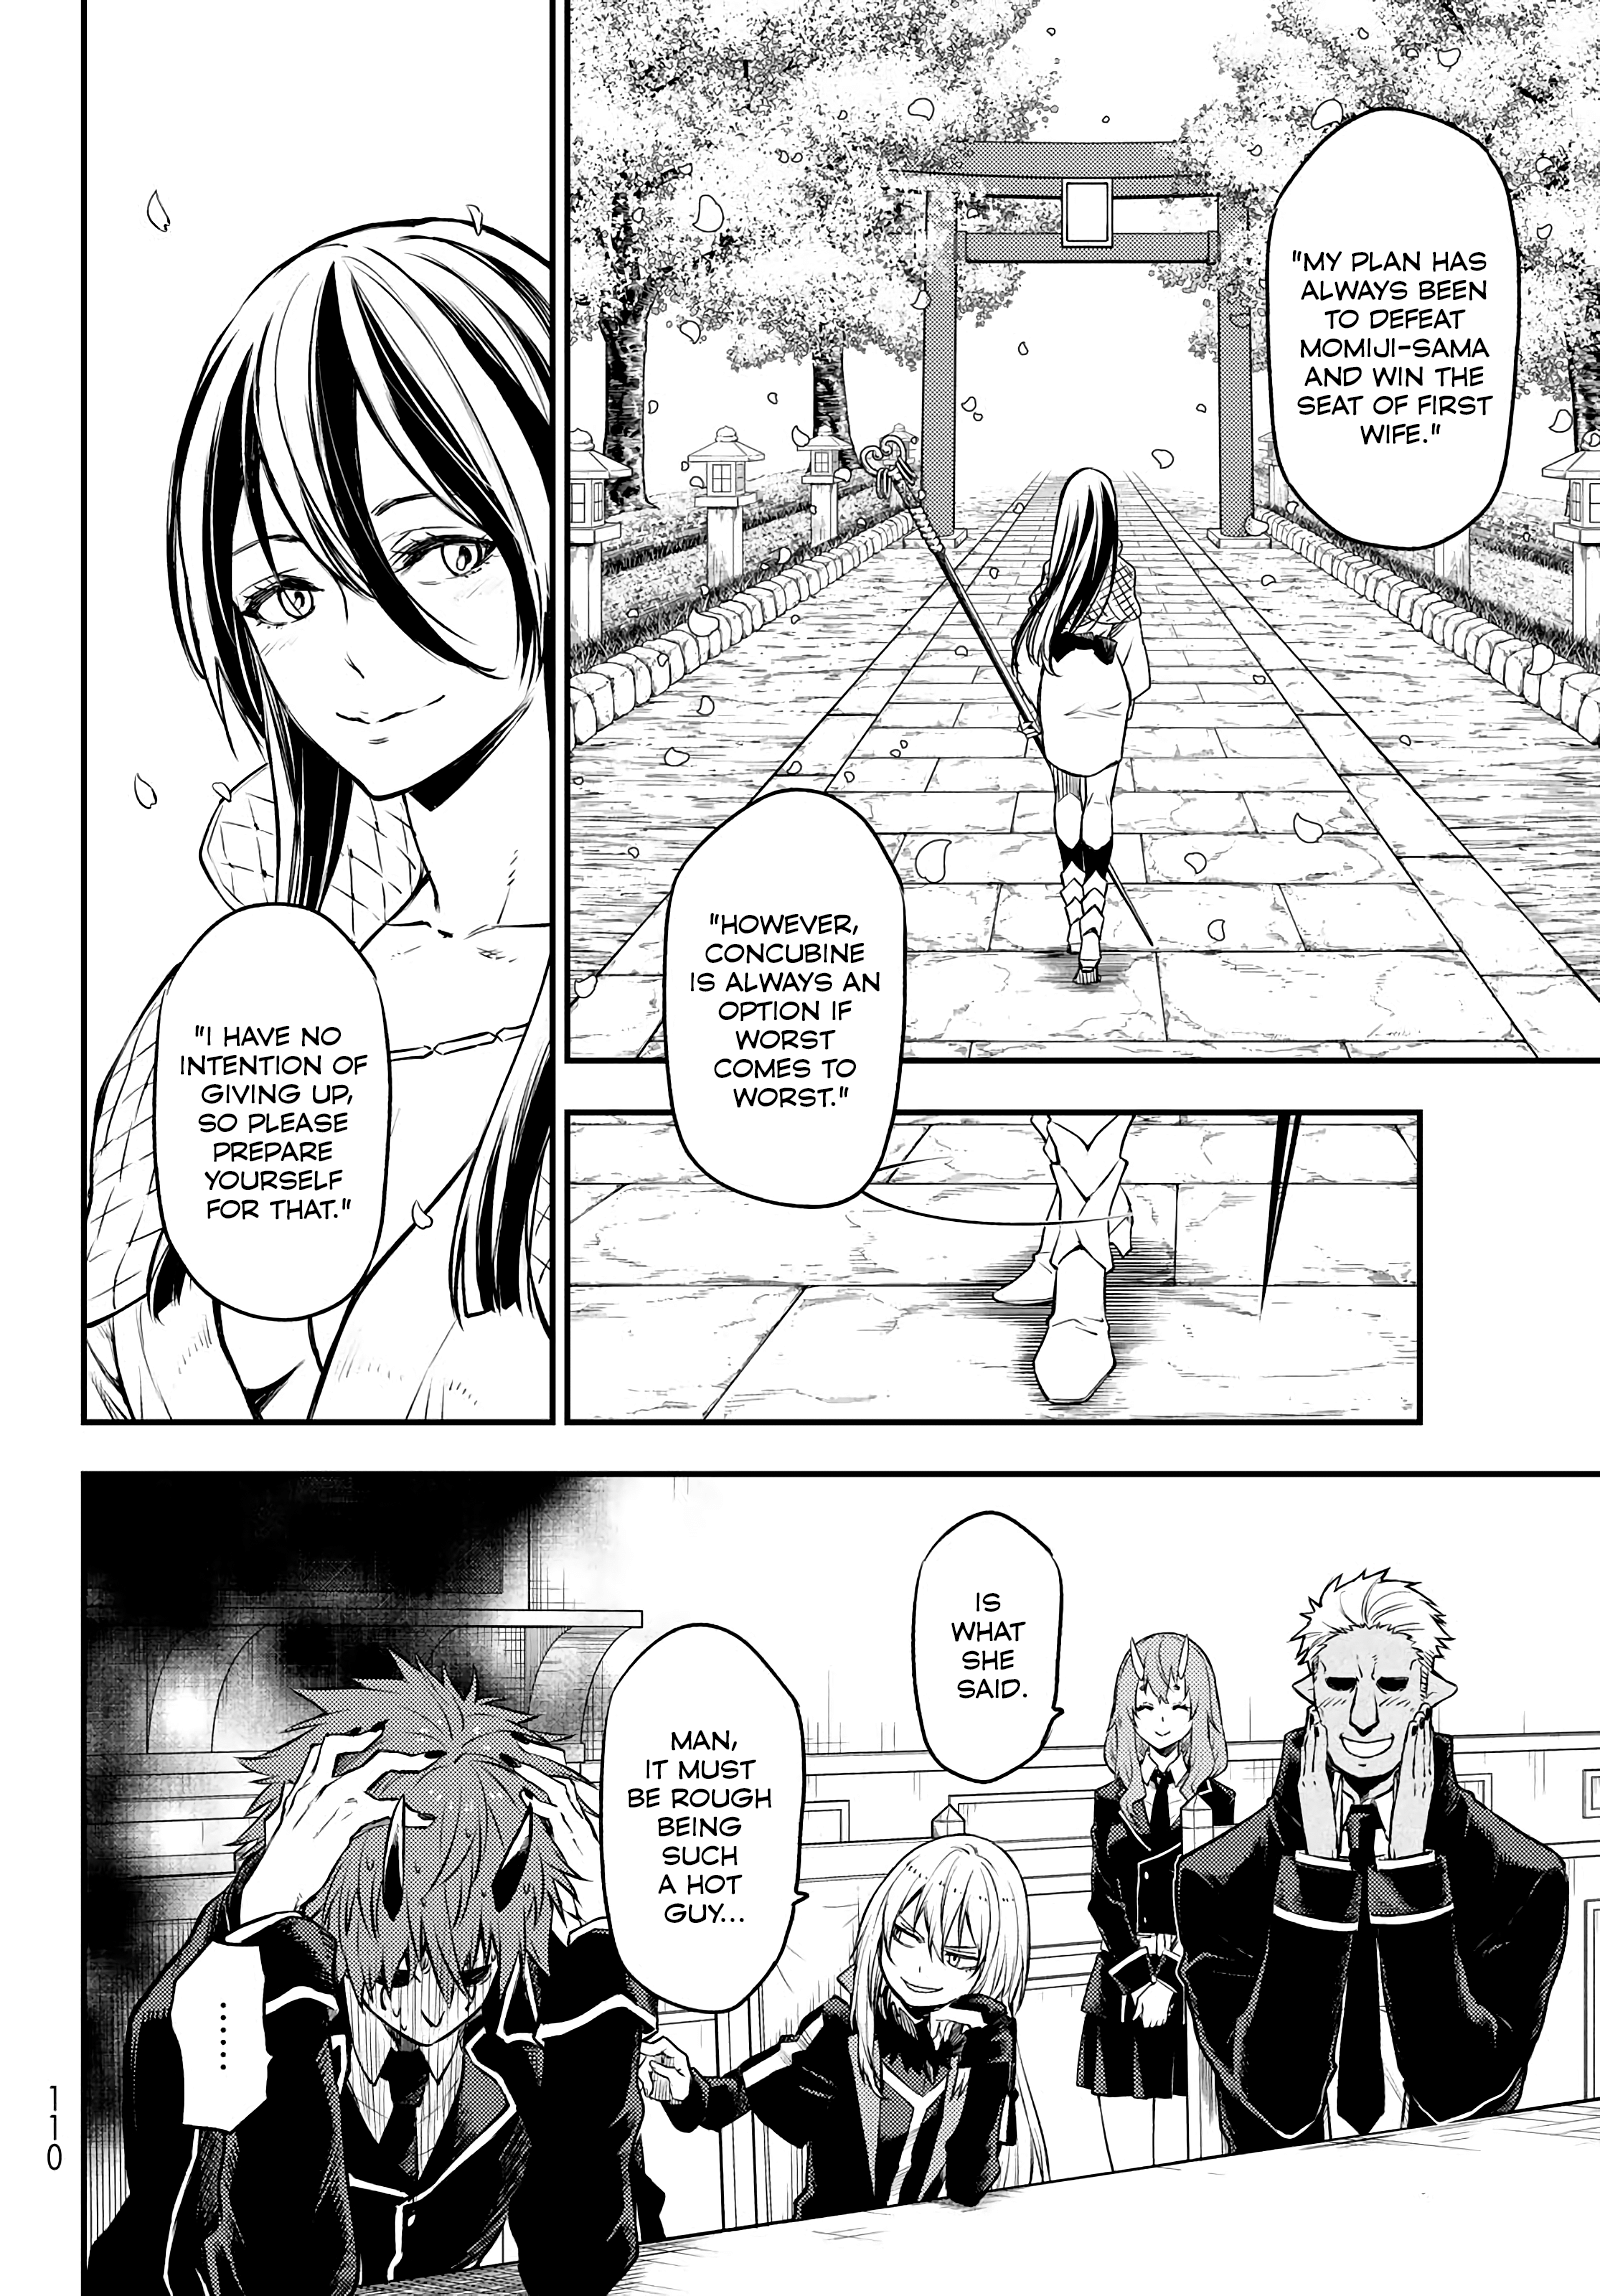 "MY PLAN HAS
ALWAYS BEEN
TO DEFEAT
MOMIJI-SAMA
AND WIN THE
SEAT OF FIRST
WIFE."
"HOWEVER,
CONCUBINE
IS ALWAYS AN
OPTION IF
WORST
COMES TO
WORST."
"I HAVE NO
INTENTION OF
GIVING UP,
SO PLEASE
PREPARE
YOURSELF
FOR THAT."
IS
WHAT
SHE
SAID.
MAN,
IT MUST
BE ROUGH
BEING
SUCH
A HOT
GUY...
......
110